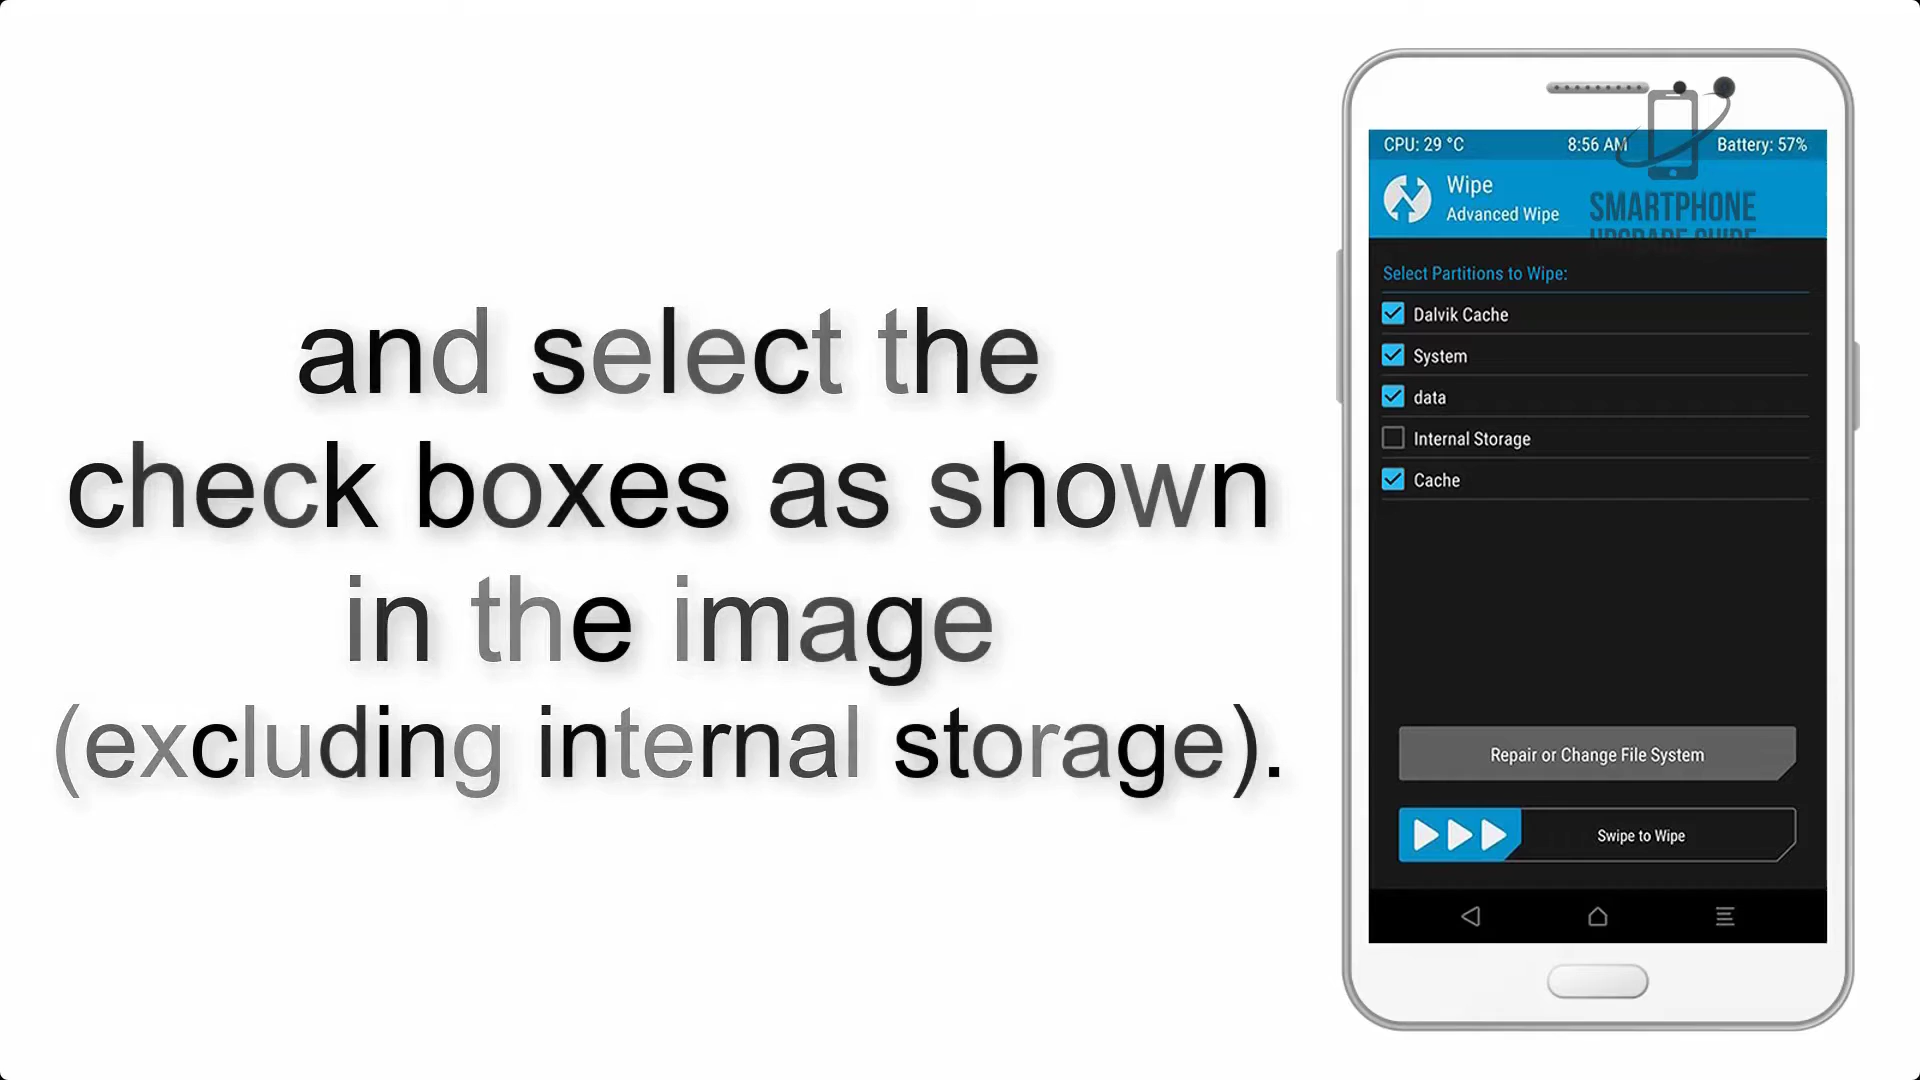 and select the
check boxes as shown
in the image
(excluding internal storage).
CPU: 29 °C 8:56 AM Battery: 57%
Wipe
Advanced Wipe
SMARTPHONE
UPGRADE GUIDE
Select Partitions to Wipe:
Dalvik Cache
System
data
Internal Storage
Cache
Repair or Change File System
Swipe to Wipe